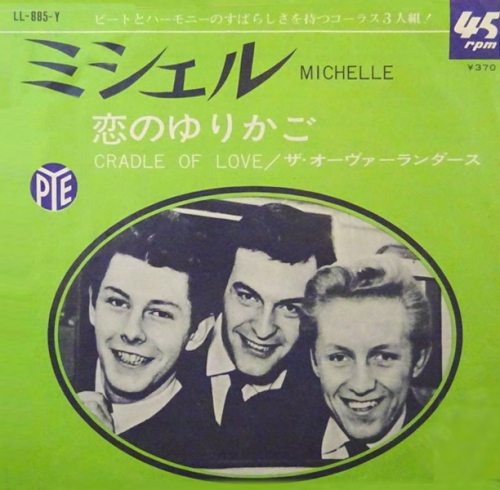 LL-885-Y
ビートとハーモニーのすばらしさを持つコーラス3人組!
45
rpm
¥370
ミシェル MICHELLE
恋のゆりかご
CRADLE OF LOVE/ザ・オーヴァーランダース
PYE